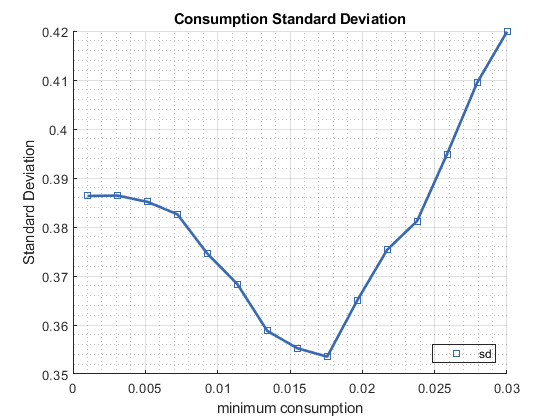 Consumption Standard Deviation
0.42
0.41
0.4
0.39
0.38
0.37
0.36
0.35
Standard Deviation
sd
0 0.005 0.01 0.015 0.02 0.025 0.03
minimum consumption